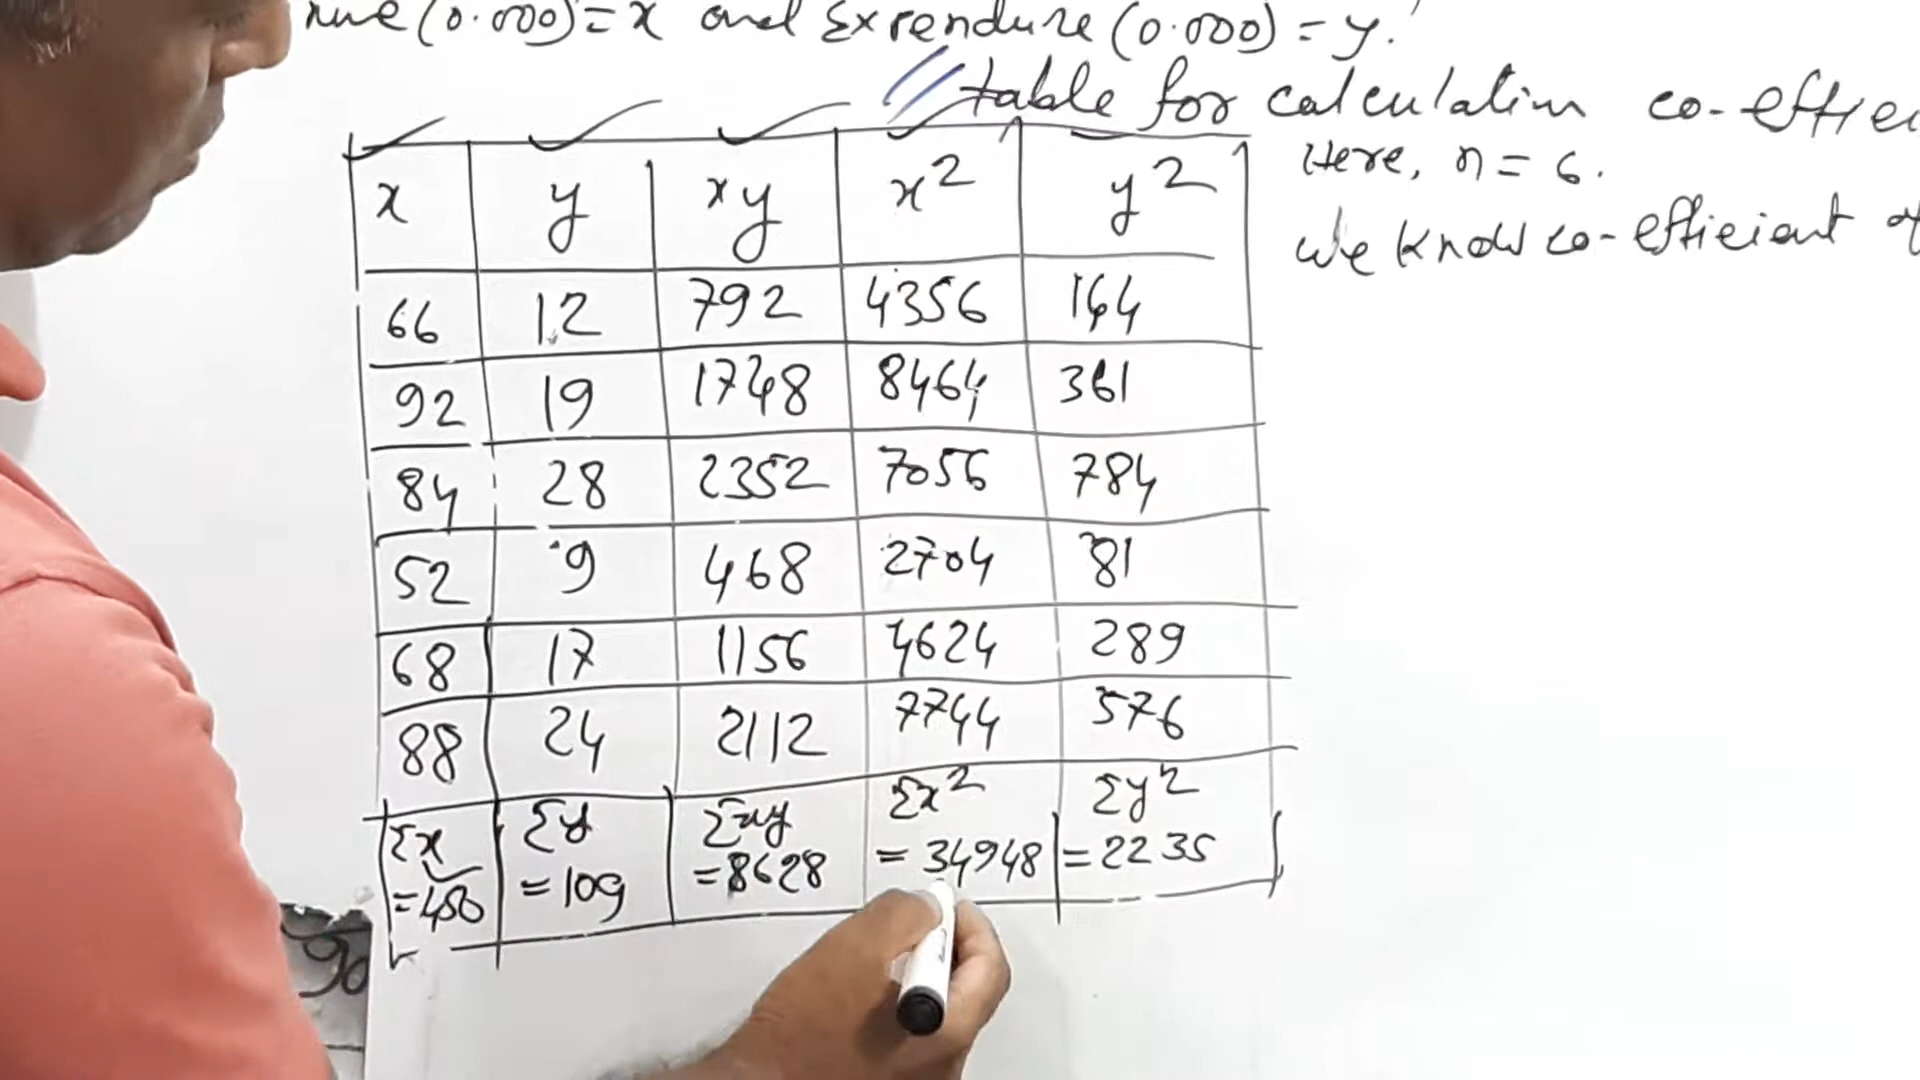 (0.000) = x and Expendure (0.000) = y.
table for calculation co-effici
Here, n = 6.
We know co-efficient of
x y xy x² y²
66 12 792 4356 144
92 19 1748 8464 361
84 28 2352 7056 784
52 9 468 2704 81
68 17 1156 4624 289
88 24 2112 7744 576
Σx Σy Σxy Σx² Σy²
=450 =109 =8628 = 34948 =2235